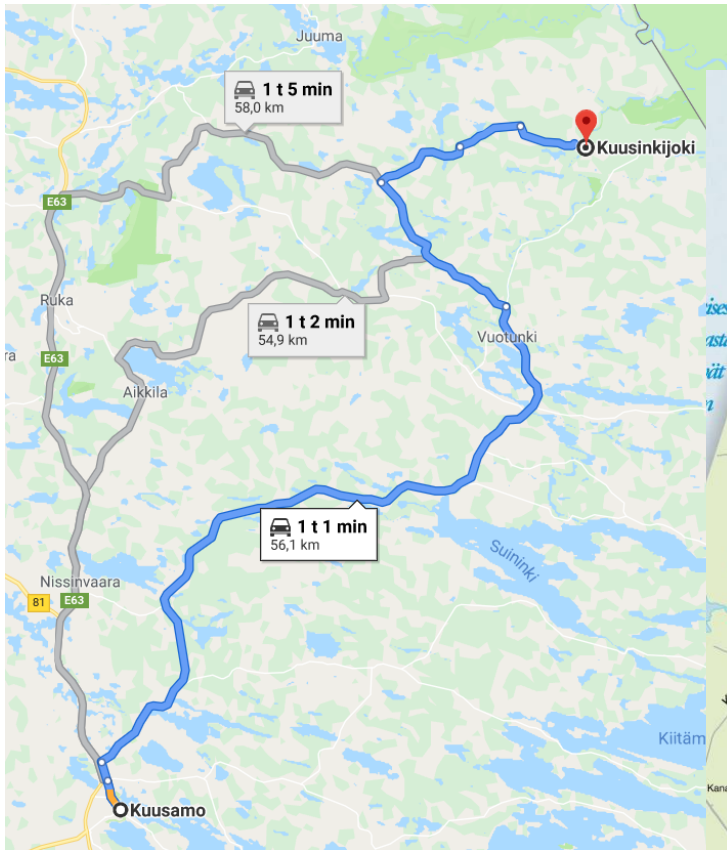 Juuma
1 t 5 min
58,0 km
Kuusinkijoki
E63
Ruka
1 t 2 min
54,9 km
Vuotunki
E63
Aikkila
1 t 1 min
56,1 km
Suininki
Nissinvaara
81
E63
Kiitäm
Kana
Kuusamo